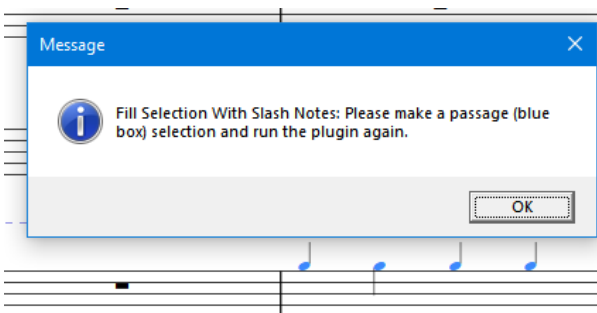 Message
Fill Selection With Slash Notes: Please make a passage (blue
box) selection and run the plugin again.
OK